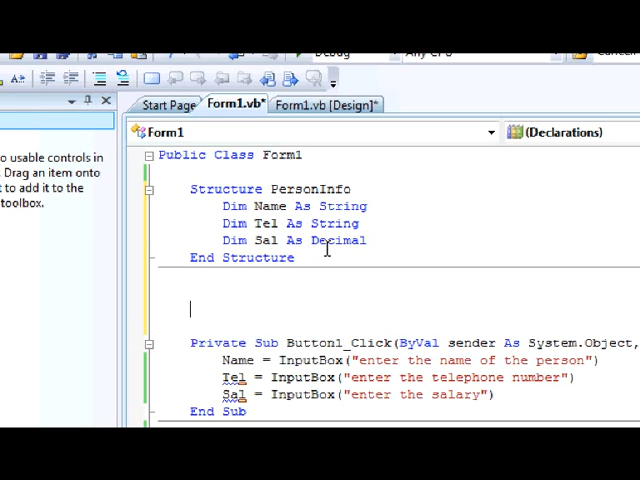 Debug
Any CPU
Start Page
Form1.vb*
Form1.vb [Design]*
Form1
(Declarations)
to usable controls in
Drag an item onto
to add it to the
toolbox.
Public Class Form1
Structure PersonInfo
Dim Name As String
Dim Tel As String
Dim Sal As Decimal
End Structure
Private Sub Button1_Click(ByVal sender As System.Object,
Name = InputBox("enter the name of the person")
Tel = InputBox("enter the telephone number")
Sal = InputBox("enter the salary")
End Sub